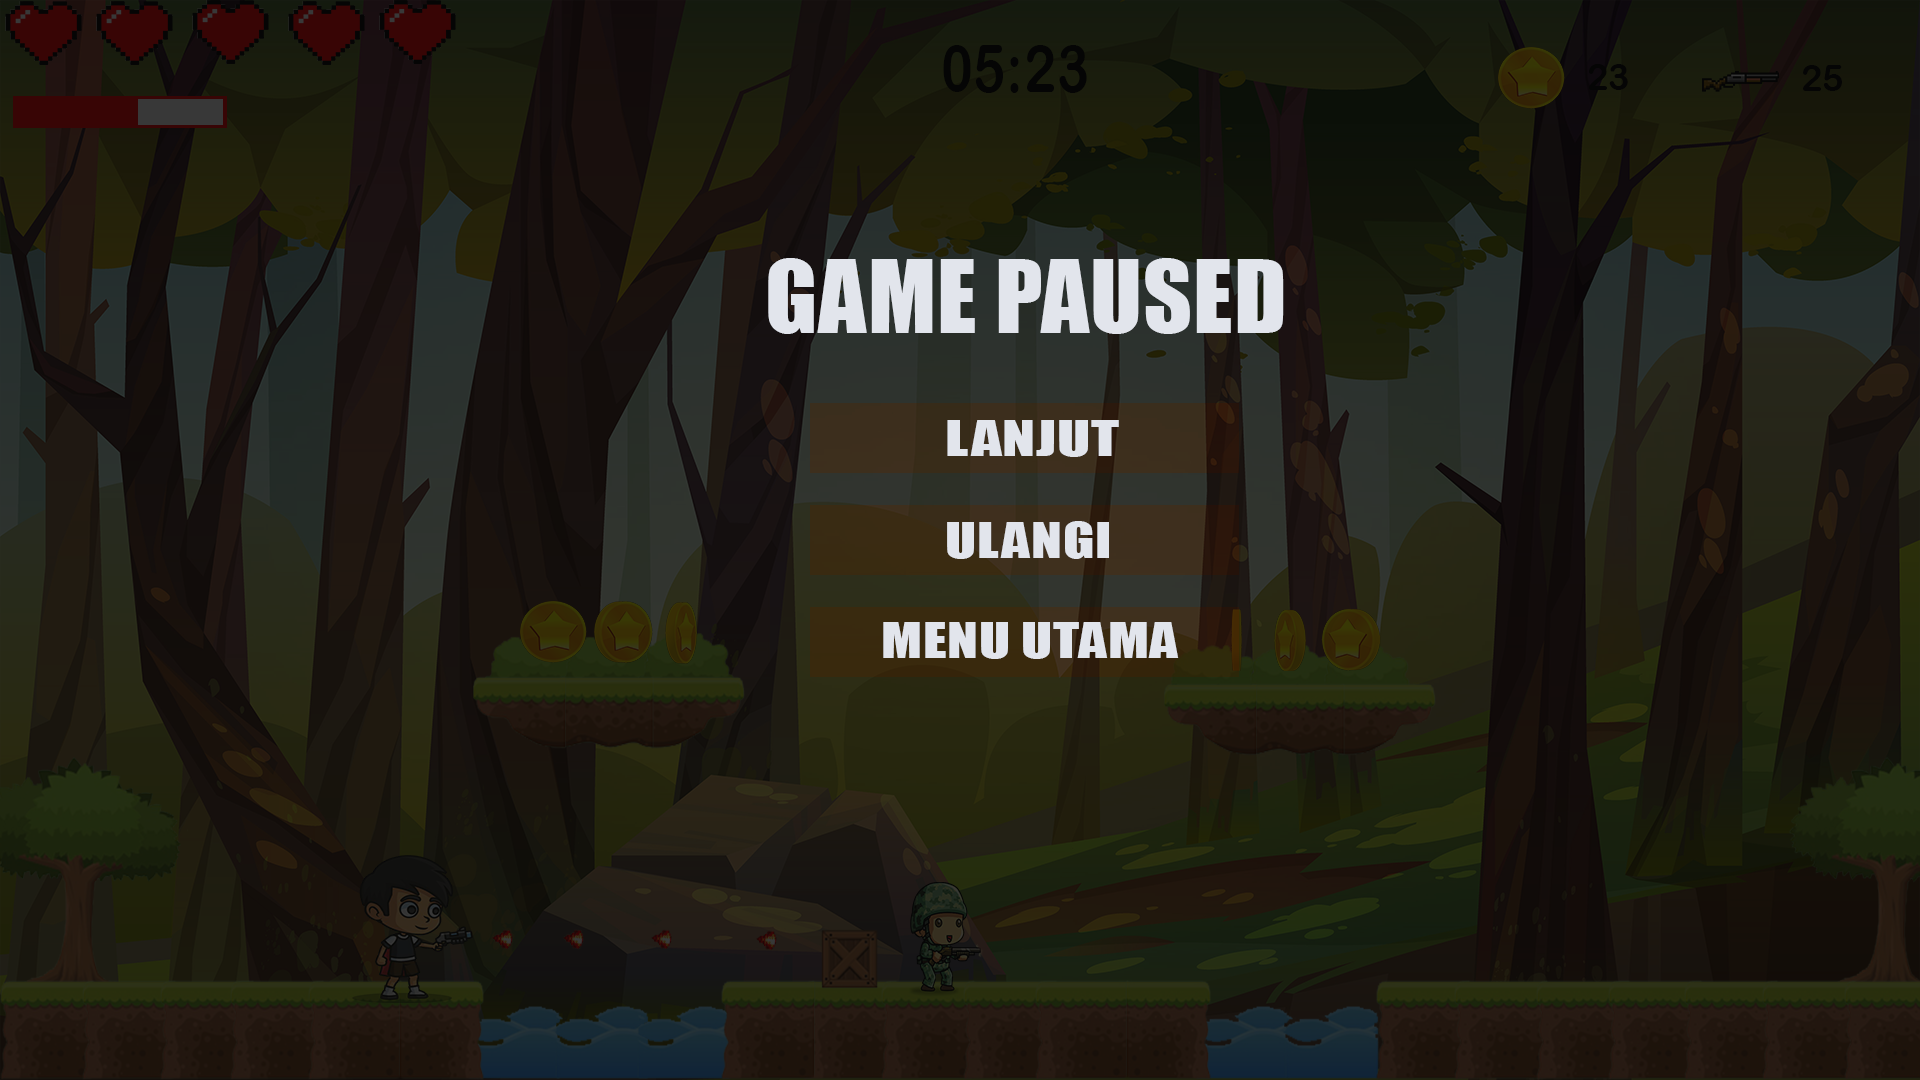 05:23
23
25
GAME PAUSED
LANJUT
ULANGI
MENU UTAMA